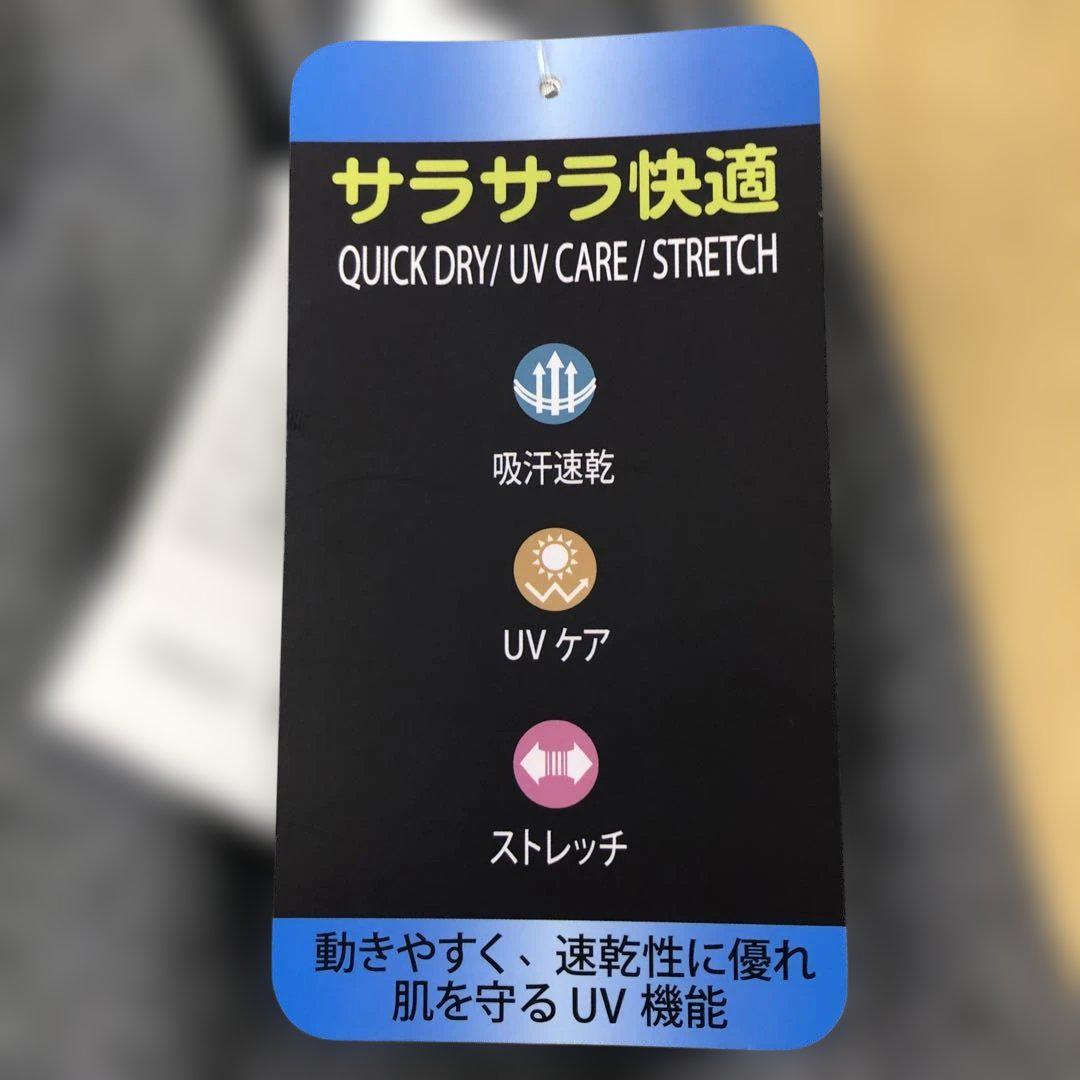 サラサラ快適
QUICK DRY/ UV CARE / STRETCH
吸汗速乾
UV ケア
ストレッチ
動きやすく、速乾性に優れ
肌を守る UV 機能